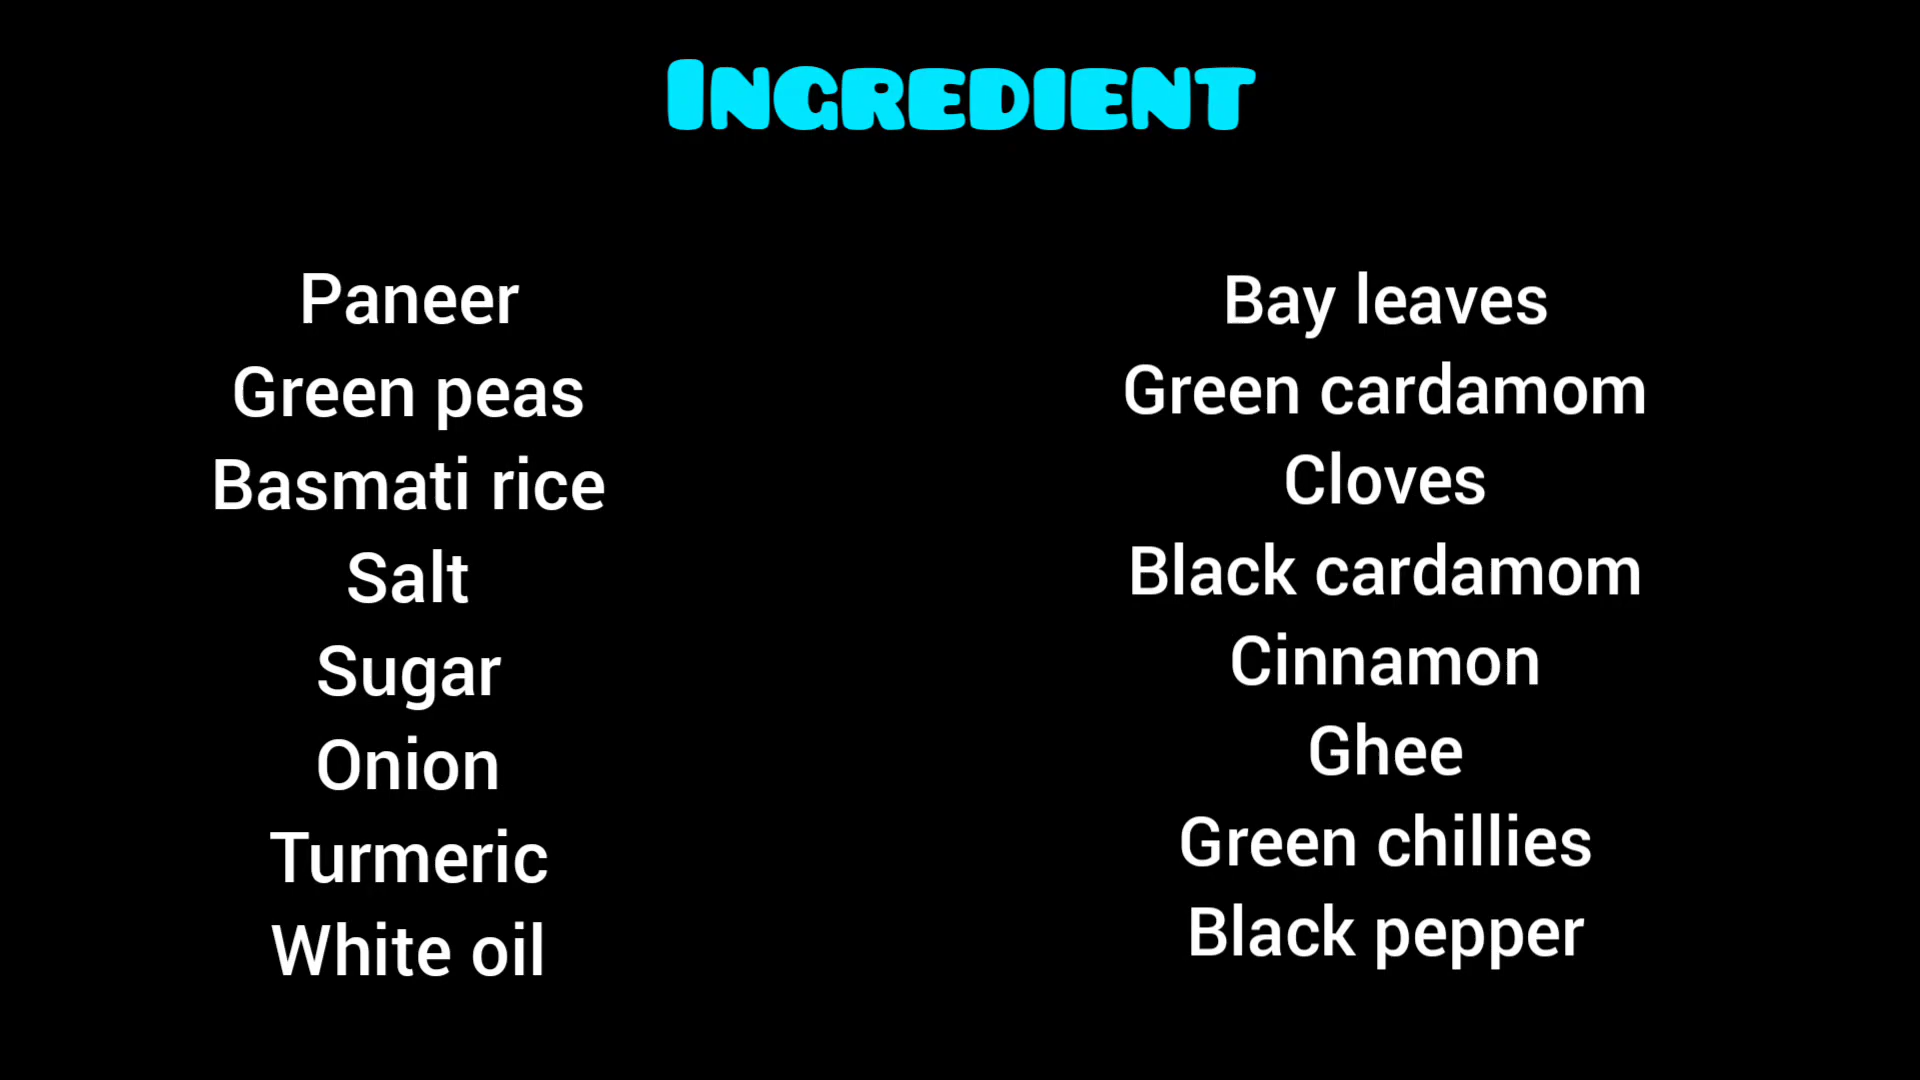 INGREDIENT
Paneer
Green peas
Basmati rice
Salt
Sugar
Onion
Turmeric
White oil
Bay leaves
Green cardamom
Cloves
Black cardamom
Cinnamon
Ghee
Green chillies
Black pepper